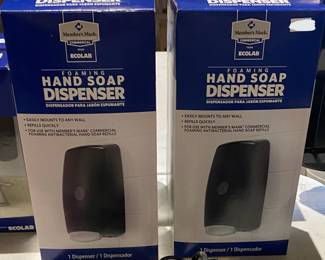 Member's Mark
COMMERCIAL
ECOLAB
FOAMING
HAND SOAP
DISPENSER
DISPENSADOR PARA JABÓN ESPUMANTE
• EASILY MOUNTS TO ANY WALL
• REFILLS QUICKLY
• FOR USE WITH MEMBER'S MARK COMMERCIAL
FOAMING ANTIBACTERIAL HAND SOAP REFILLS
1 Dispenser / 1 Dispensador
Member's Mark
COMMERCIAL
ECOLAB
FOAMING
HAND SOAP
DISPENSER
DISPENSADOR PARA JABÓN ESPUMANTE
• EASILY MOUNTS TO ANY WALL
• REFILLS QUICKLY
• FOR USE WITH MEMBER'S MARK COMMERCIAL
FOAMING ANTIBACTERIAL HAND SOAP REFILLS
1 Dispenser / 1 Dispensador
ECOLAB